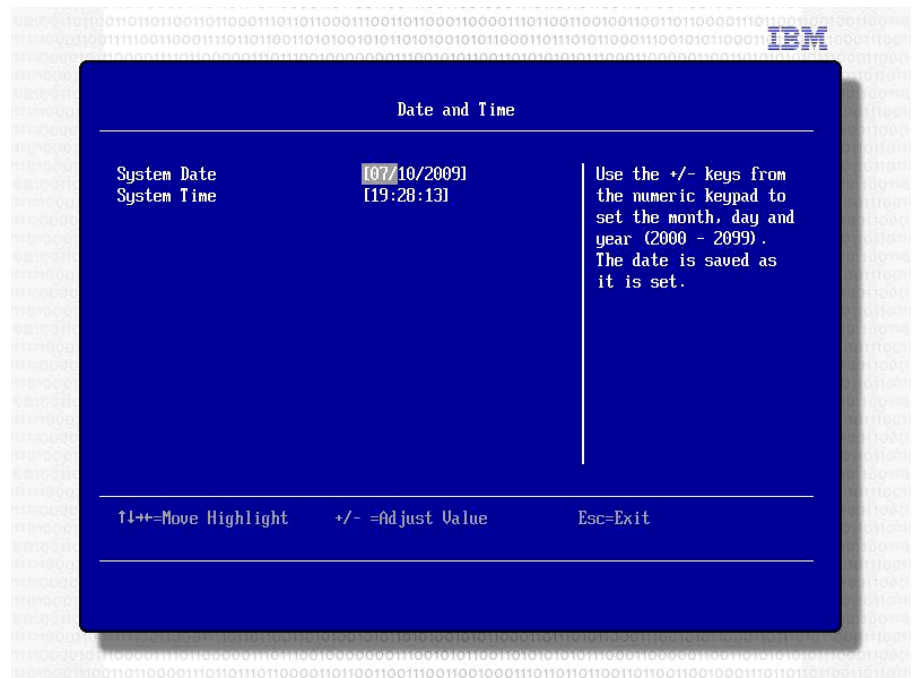 IBM
Date and Time
System Date [07/10/2009]
System Time [19:28:13]
Use the +/- keys from
the numeric keypad to
set the month, day and
year (2000 - 2099).
The date is saved as
it is set.
↑↓→←=Move Highlight +/- =Adjust Value Esc=Exit